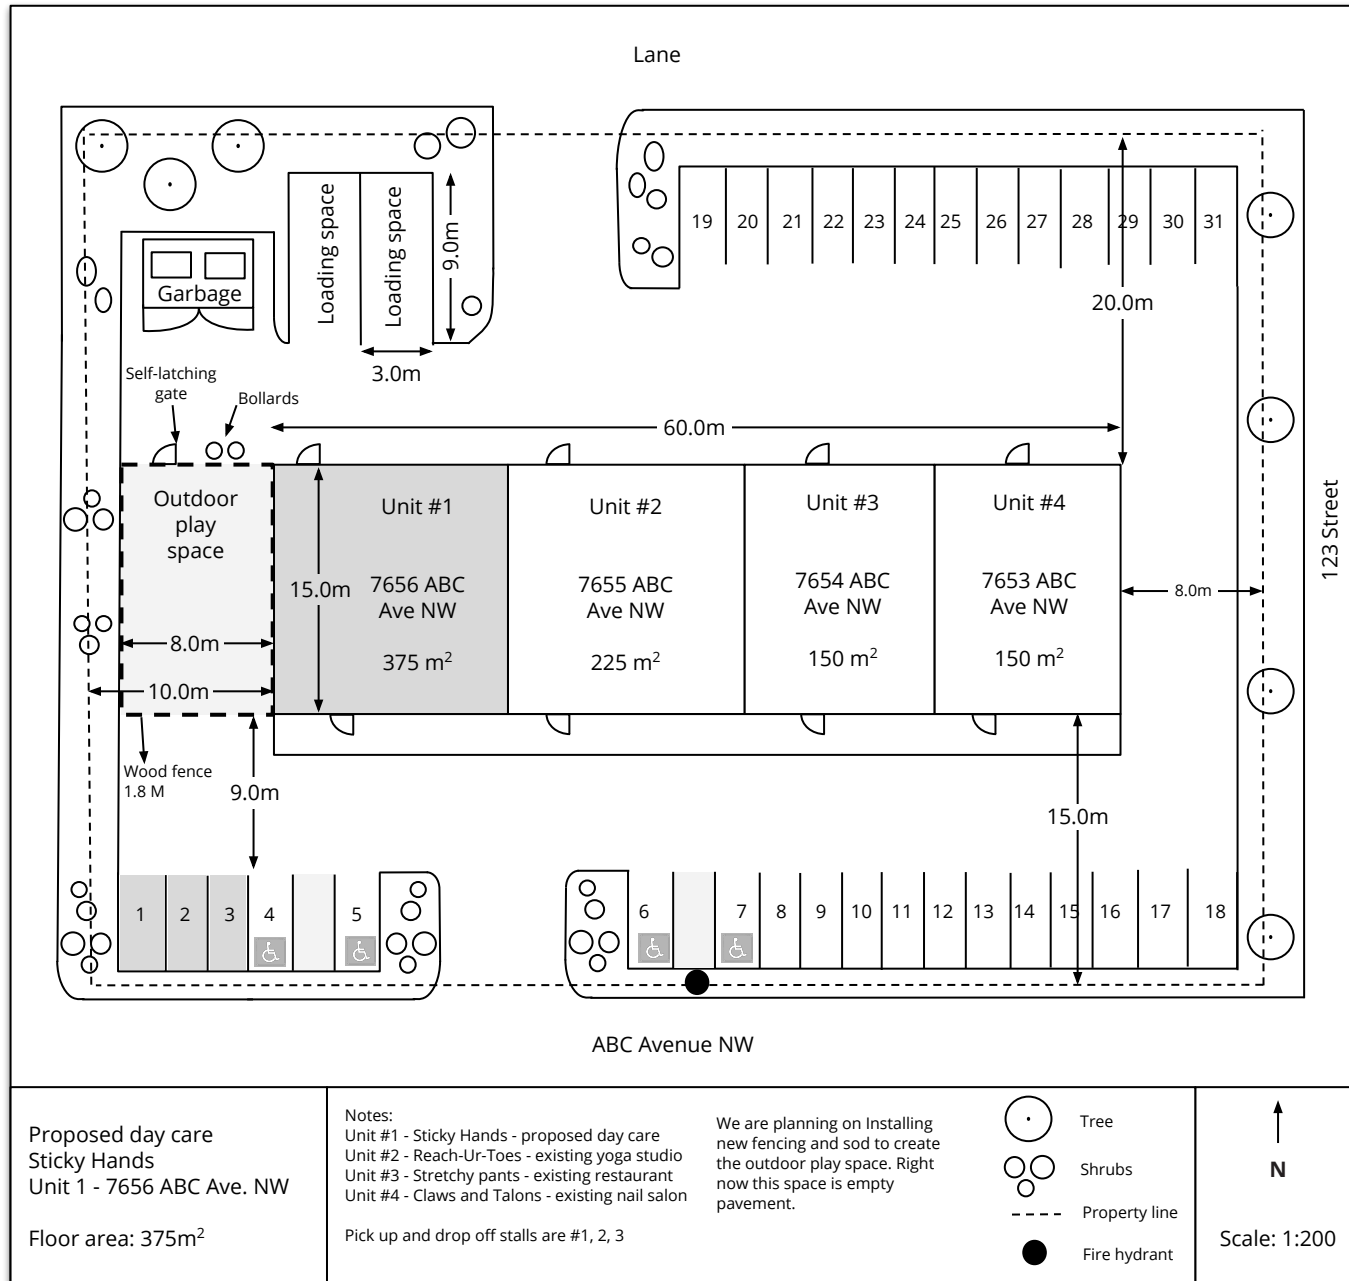 Lane
Loading space
Loading space
9.0m
3.0m
Garbage
19 20 21 22 23 24 25 26 27 28 29 30 31
20.0m
Self-latching
gate
Bollards
60.0m
Outdoor
play
space
8.0m
10.0m
15.0m
Unit #1
7656 ABC
Ave NW
375 m²
Unit #2
7655 ABC
Ave NW
225 m²
Unit #3
7654 ABC
Ave NW
150 m²
Unit #4
7653 ABC
Ave NW
150 m²
8.0m
123 Street
Wood fence
1.8 M
9.0m
15.0m
1 2 3 4 5
6 7 8 9 10 11 12 13 14 15 16 17 18
ABC Avenue NW
Proposed day care
Sticky Hands
Unit 1 - 7656 ABC Ave. NW
Floor area: 375m²
Notes:
Unit #1 - Sticky Hands - proposed day care
Unit #2 - Reach-Ur-Toes - existing yoga studio
Unit #3 - Stretchy pants - existing restaurant
Unit #4 - Claws and Talons - existing nail salon
Pick up and drop off stalls are #1, 2, 3
We are planning on Installing
new fencing and sod to create
the outdoor play space. Right
now this space is empty
pavement.
Tree
Shrubs
Property line
Fire hydrant
N
Scale: 1:200